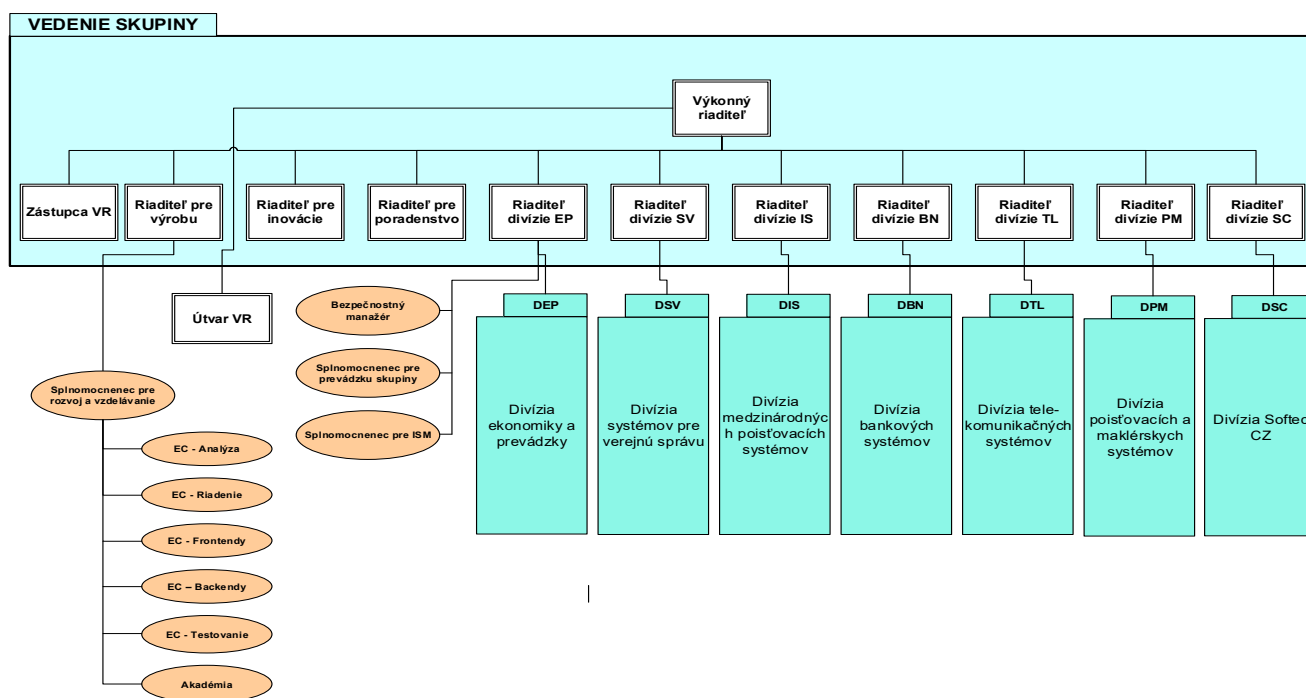 VEDENIE SKUPINY
Výkonný
riaditeľ
Zástupca VR
Riaditeľ pre
výrobu
Riaditeľ pre
inovácie
Riaditeľ pre
poradenstvo
Riaditeľ
divízie EP
Riaditeľ
divízie SV
Riaditeľ
divízie IS
Riaditeľ
divízie BN
Riaditeľ
divízie TL
Riaditeľ
divízie PM
Riaditeľ
divízie SC
Útvar VR
Bezpečnostný
manažér
Splnomocnenec pre
prevádzku skupiny
Splnomocnenec pre ISM
DEP
Divízia
ekonomiky a
prevádzky
DSV
Divízia
systémov pre
verejnú správu
DIS
Divízia
medzinárodnýc
h poisťovacích
systémov
DBN
Divízia
bankových
systémov
DTL
Divízia tele-
komunikačných
systémov
DPM
Divízia
poisťovacích a
maklérskych
systémov
DSC
Divízia Softec
CZ
Splnomocnenec pre
rozvoj a vzdelávanie
EC - Analýza
EC - Riadenie
EC - Frontendy
EC – Backendy
EC - Testovanie
Akadémia